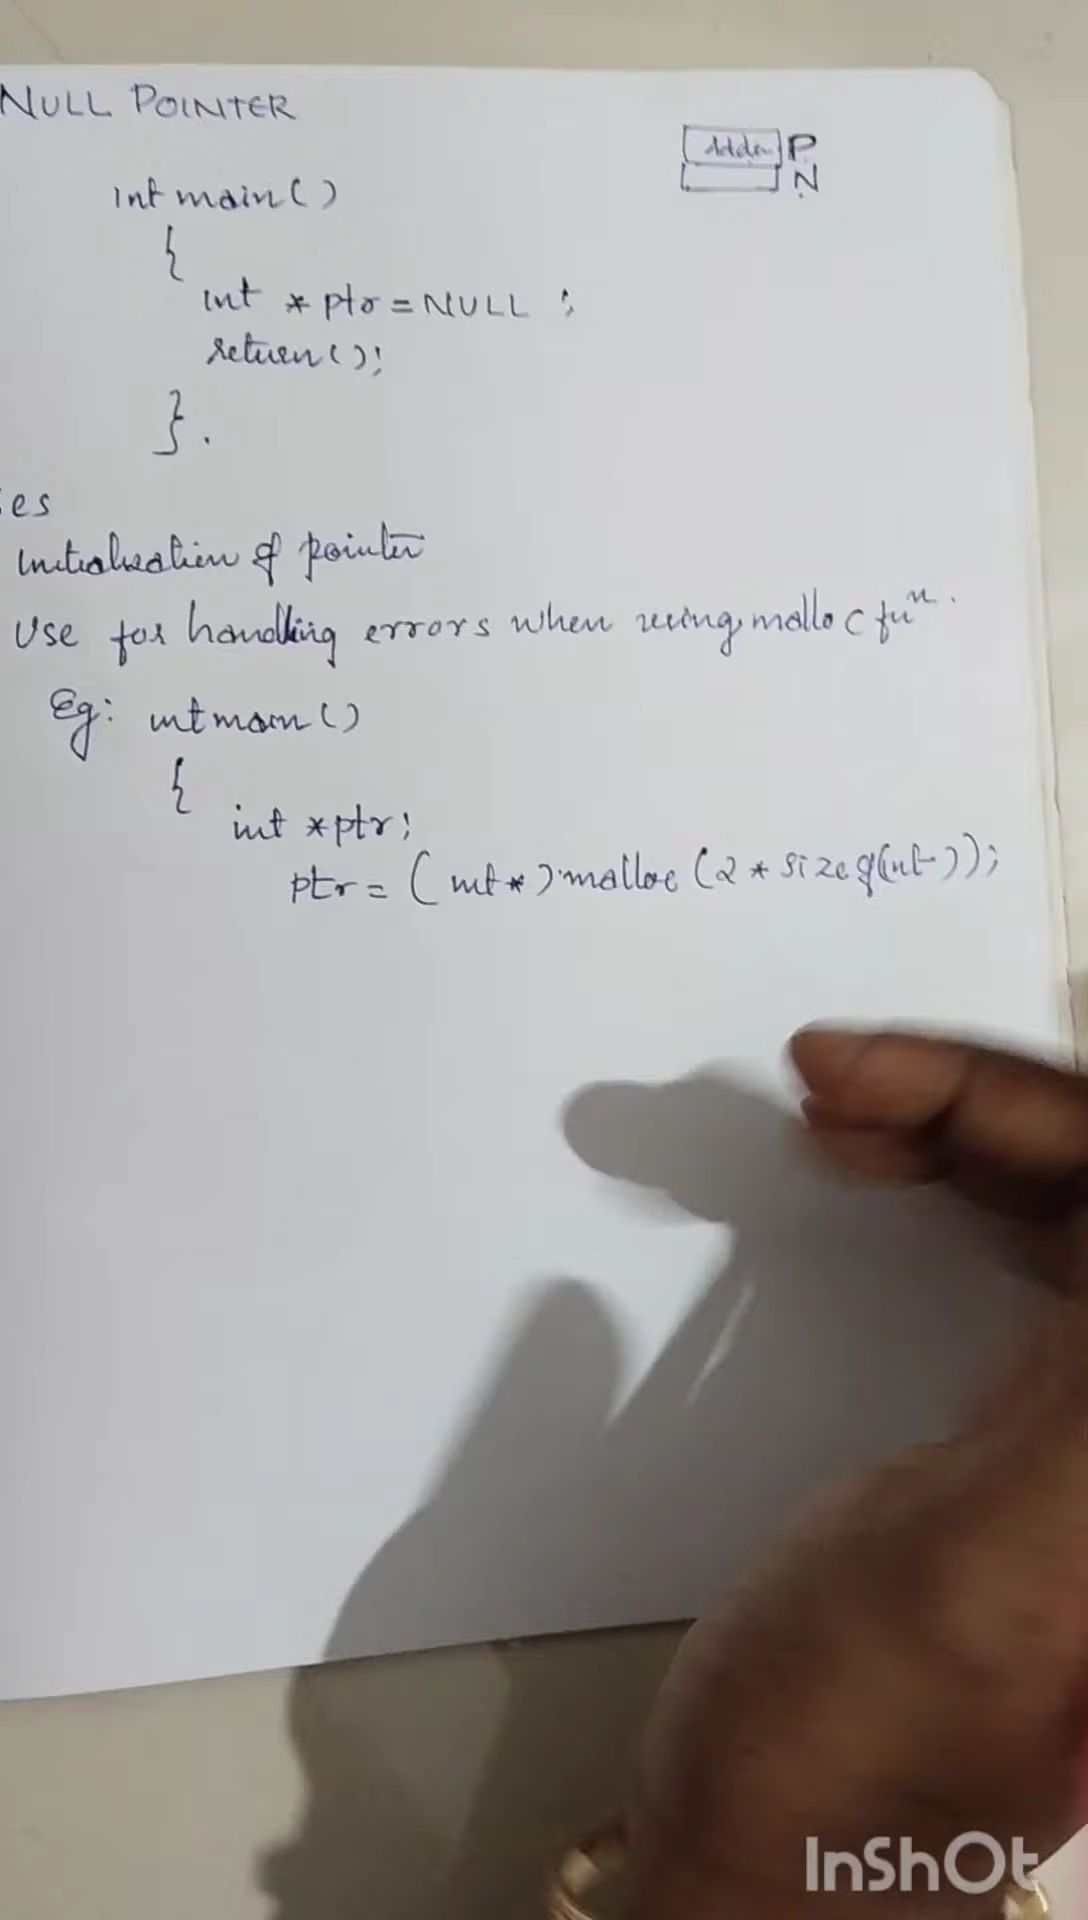 NULL POINTER
P
N
int main()
{
int *ptr=NULL ;
return();
}.
es
Initialization of pointer
Use for handling errors when using malloc fuⁿ.
Eg: int main()
{
int *ptr;
ptr = (int*) malloc (2 * sizeof(int));
InShOt